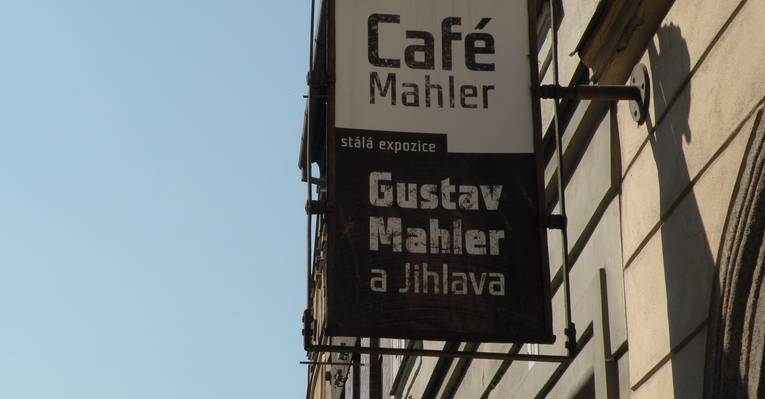 Café
Mahler
stálá expozice
Gustav
Mahler
a Jihlava